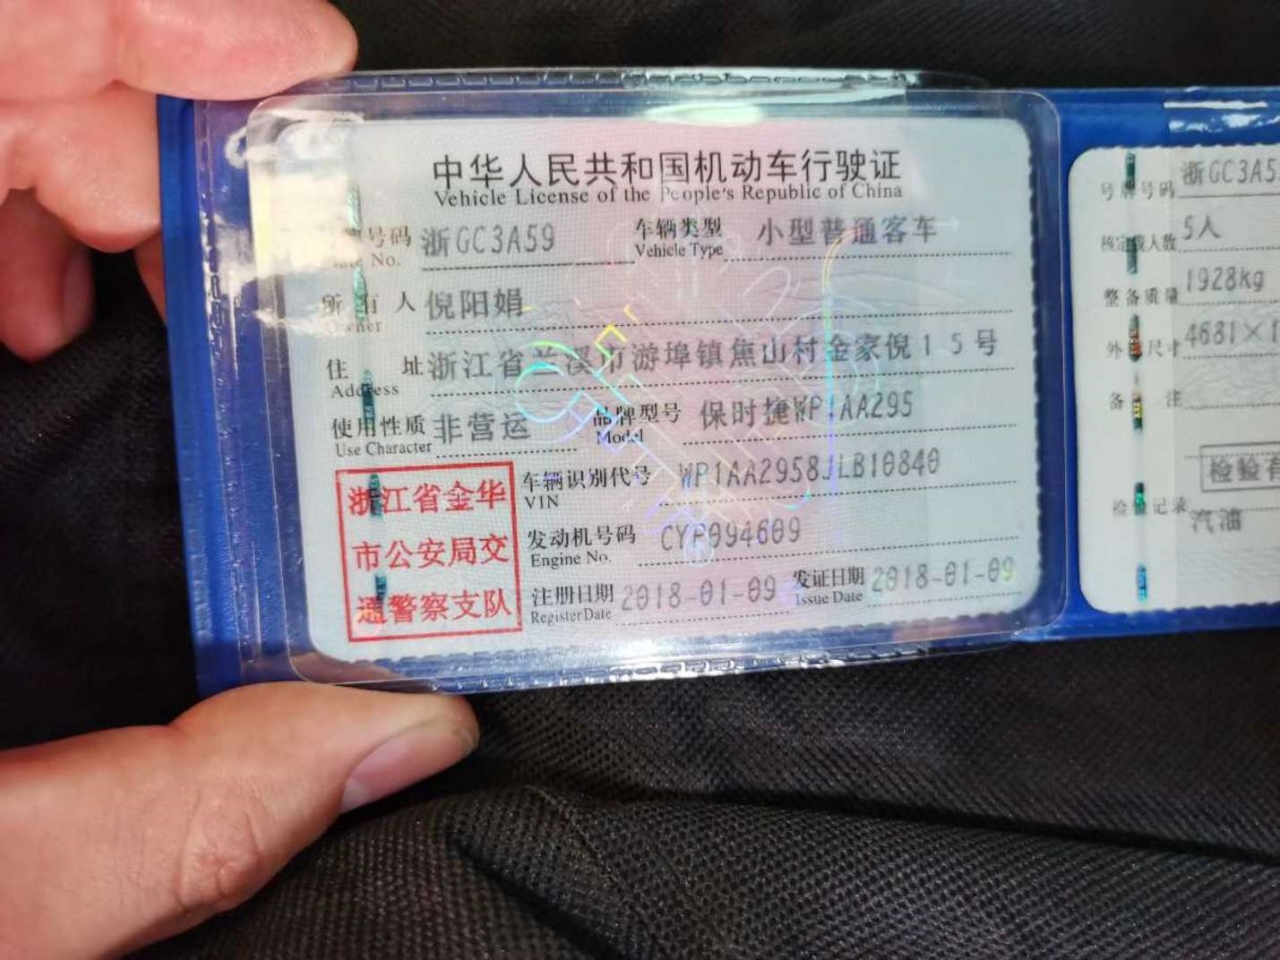 中华人民共和国机动车行驶证
Vehicle License of the People's Republic of China
号码 浙GC3A59 车辆类型 小型普通客车
No. Vehicle Type
所有人 倪阳娟
Owner
住址 浙江省兰溪市游埠镇焦山村金家倪15号
Address
使用性质 非营运 品牌型号 保时捷WP1AA295
Use Character Model
浙江省金华
市公安局交
通警察支队
车辆识别代号 WP1AA2958JLB10840
VIN
发动机号码 CYP094609
Engine No.
注册日期 2018-01-09 发证日期 2018-01-09
Register Date Issue Date
号牌号码 浙GC3A5
核定载人数 5人
整备质量 1928kg
外 尺寸 4681×1
备注
检验有
检验记录
汽油